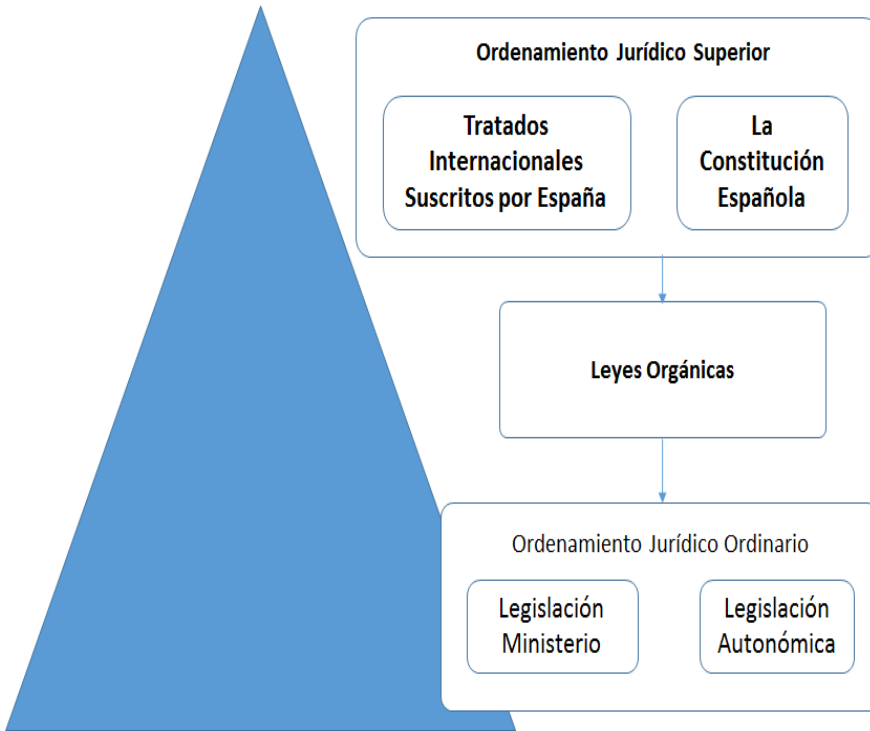 Ordenamiento Jurídico Superior
Tratados
Internacionales
Suscritos por España
La
Constitución
Española
Leyes Orgánicas
Ordenamiento Jurídico Ordinario
Legislación
Ministerio
Legislación
Autonómica